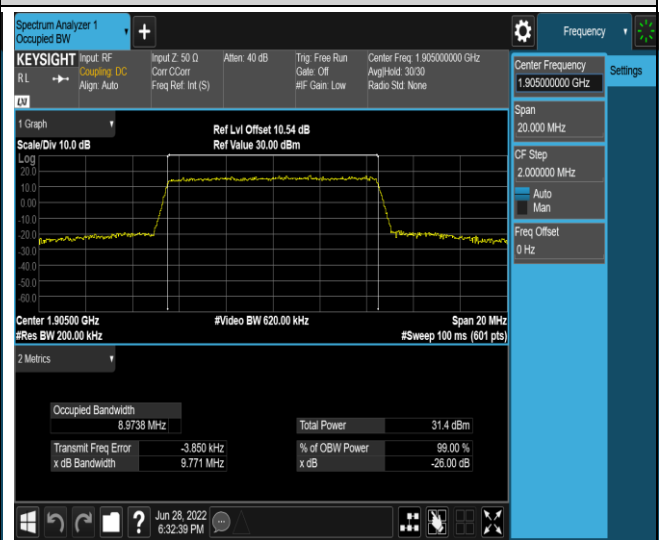 Spectrum Analyzer 1
Occupied BW
Frequency
KEYSIGHT
RL
LXI
Input: RF
Coupling: DC
Align: Auto
Input Z: 50 Ω
Corr CCorr
Freq Ref: Int (S)
Atten: 40 dB
Trig: Free Run
Gate: Off
#IF Gain: Low
Center Freq: 1.905000000 GHz
Avg|Hold: 30/30
Radio Std: None
Center Frequency
1.905000000 GHz
Settings
Span
20.000 MHz
CF Step
2.000000 MHz
Auto
Man
Freq Offset
0 Hz
1 Graph
Scale/Div 10.0 dB
Ref Lvl Offset 10.54 dB
Ref Value 30.00 dBm
Log
20.0
10.0
0.00
-10.0
-20.0
-30.0
-40.0
-50.0
-60.0
Center 1.90500 GHz
#Res BW 200.00 kHz
#Video BW 620.00 kHz
Span 20 MHz
#Sweep 100 ms (601 pts)
2 Metrics
Occupied Bandwidth
8.9738 MHz
Total Power 31.4 dBm
Transmit Freq Error -3.850 kHz
% of OBW Power 99.00 %
x dB Bandwidth 9.771 MHz
x dB -26.00 dB
?
Jun 28, 2022
6:32:39 PM